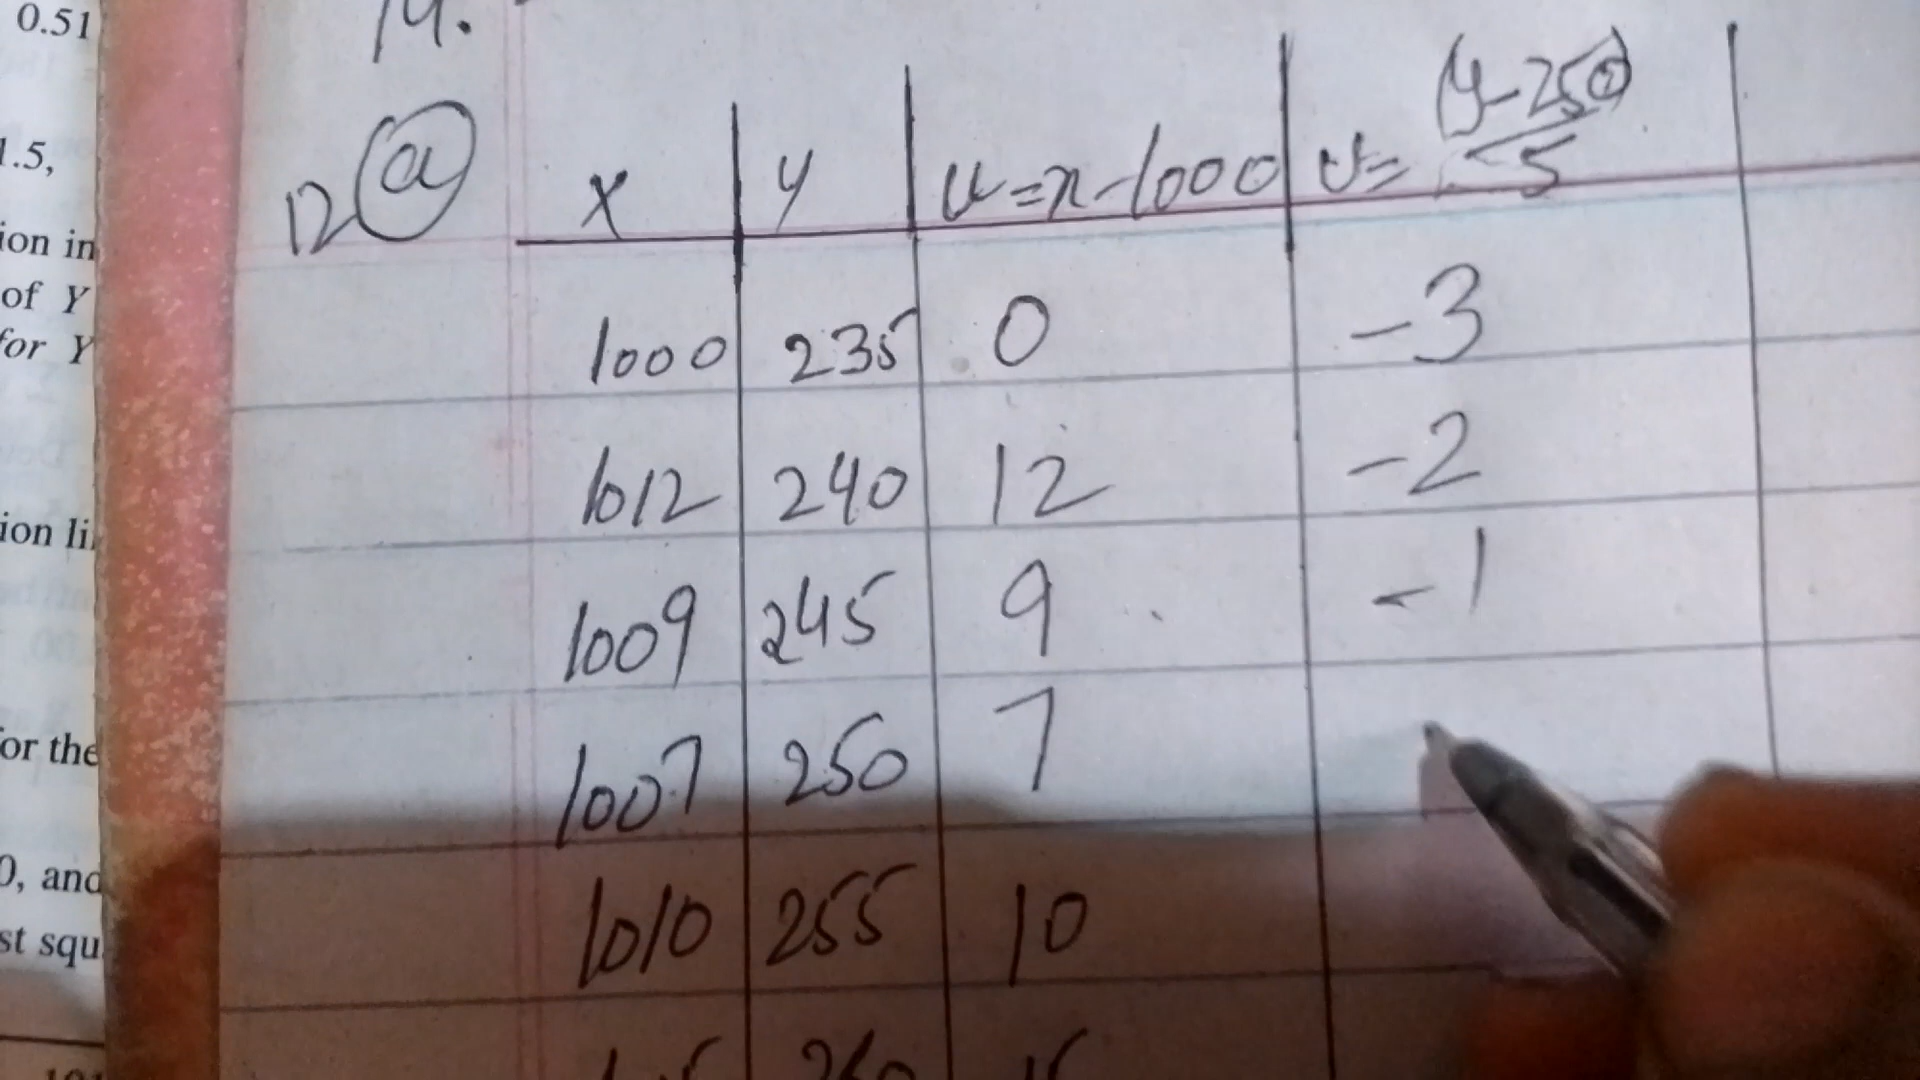 0.51
14.
1.5,
ion in
of Y
for Y
ion li
or the
0, and
st squ
12 (a) x y u=x-1000 v= (y-250)/5
1000 235 0 -3
1012 240 12 -2
1009 245 9 -1
1007 250 7
1010 255 10
260